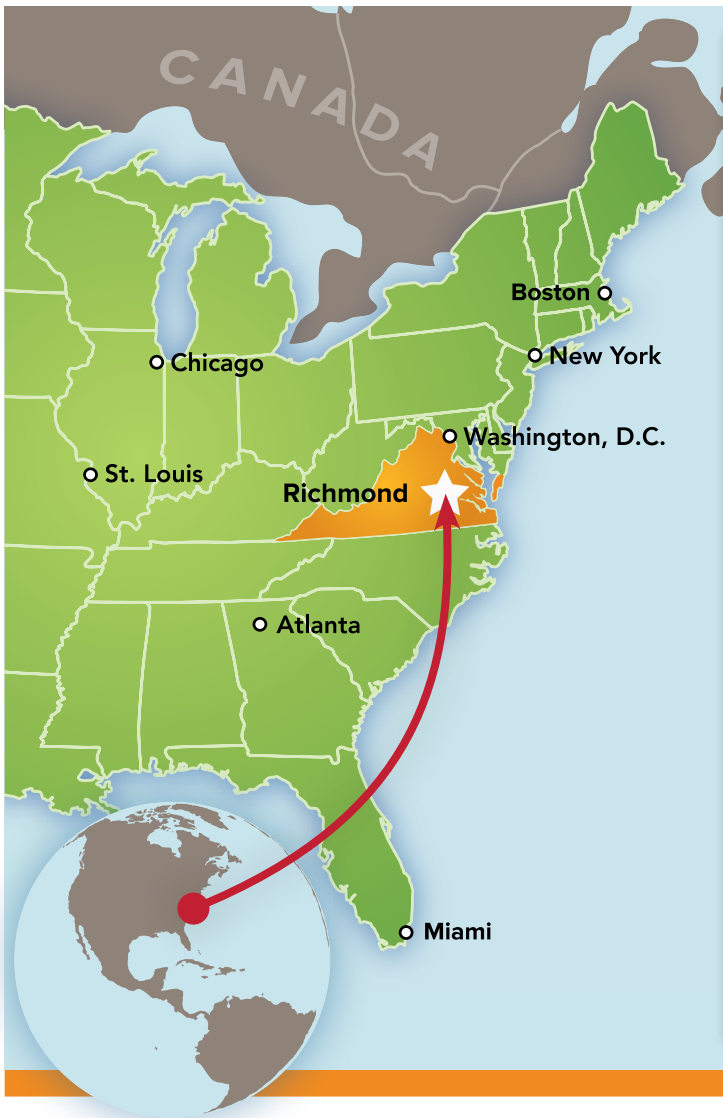 CANADA
Boston
New York
Chicago
Washington, D.C.
St. Louis
Richmond
Atlanta
Miami